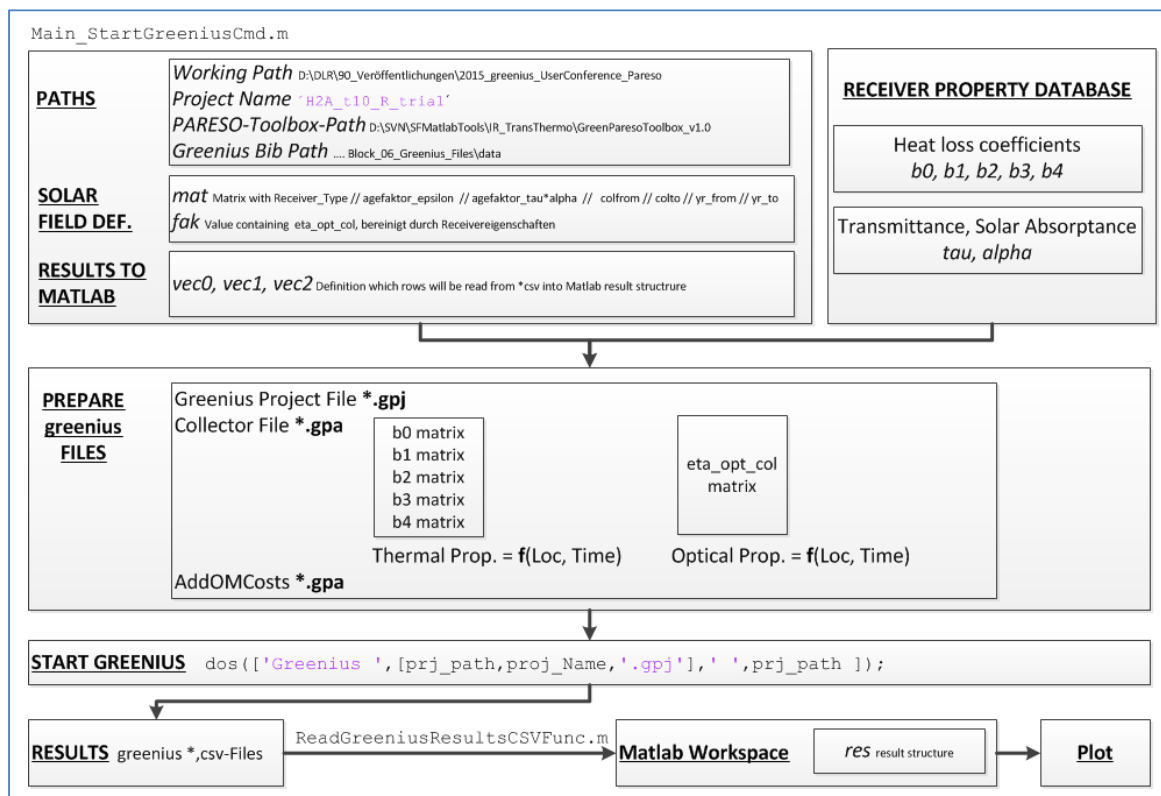 Main_StartGreeniusCmd.m
PATHS
Working Path D:\DLR\90_Veröffentlichungen\2015_greenius_UserConference_Pareso
Project Name ´H2A_t10_R_trial´
PARESO-Toolbox-Path D:\SVN\SFMatlabTools\IR_TransThermo\GreenParesoToolbox_v1.0
Greenius Bib Path .... Block_06_Greenius_Files\data
SOLAR
FIELD DEF.
mat Matrix with Receiver_Type // agefaktor_epsilon // agefaktor_tau*alpha // colfrom // colto // yr_from // yr_to
fak Value containing eta_opt_col, bereinigt durch Receivereigenschaften
RESULTS TO
MATLAB
vec0, vec1, vec2 Definition which rows will be read from *csv into Matlab result structrure
RECEIVER PROPERTY DATABASE
Heat loss coefficients
b0, b1, b2, b3, b4
Transmittance, Solar Absorptance
tau, alpha
PREPARE
greenius
FILES
Greenius Project File *.gpj
Collector File *.gpa
b0 matrix
b1 matrix
b2 matrix
b3 matrix
b4 matrix
Thermal Prop. = f(Loc, Time)
eta_opt_col
matrix
Optical Prop. = f(Loc, Time)
AddOMCosts *.gpa
START GREENIUS dos(['Greenius ',[prj_path,proj_Name,'.gpj'],' ',prj_path ]);
RESULTS greenius *,csv-Files
ReadGreeniusResultsCSVFunc.m
Matlab Workspace
res result structure
Plot